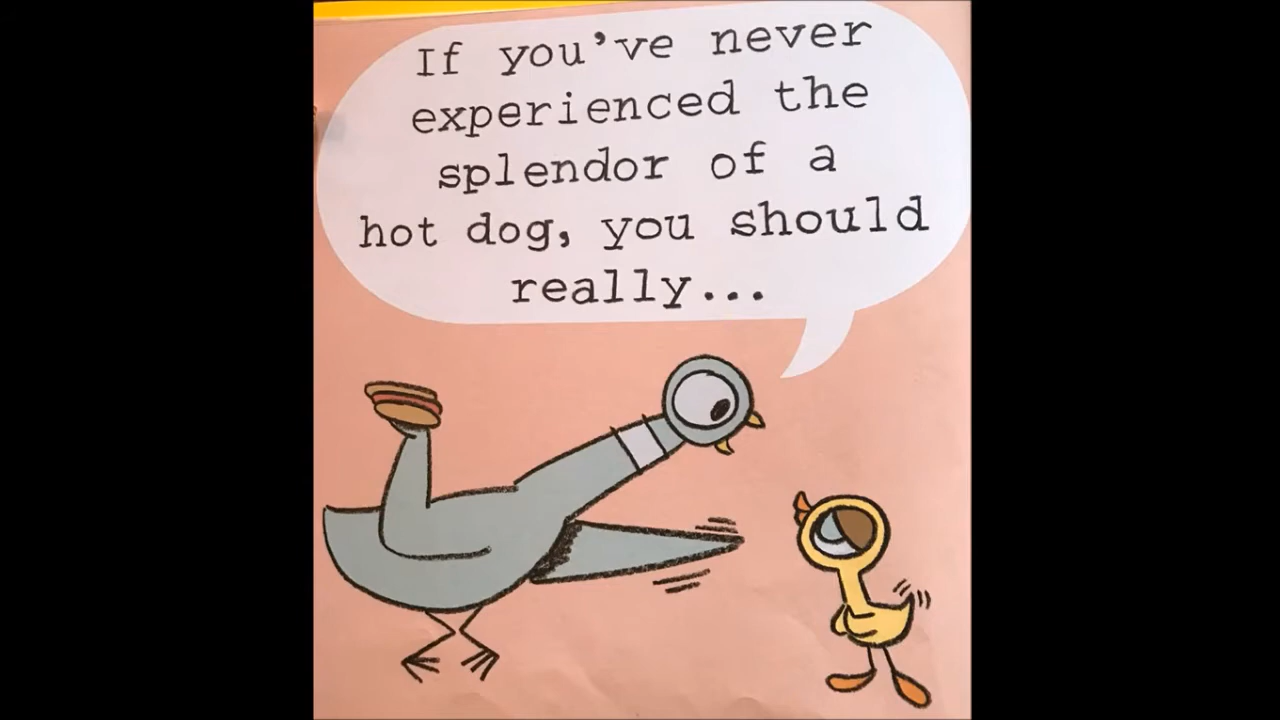 If you've never
experienced the
splendor of a
hot dog, you should
really...